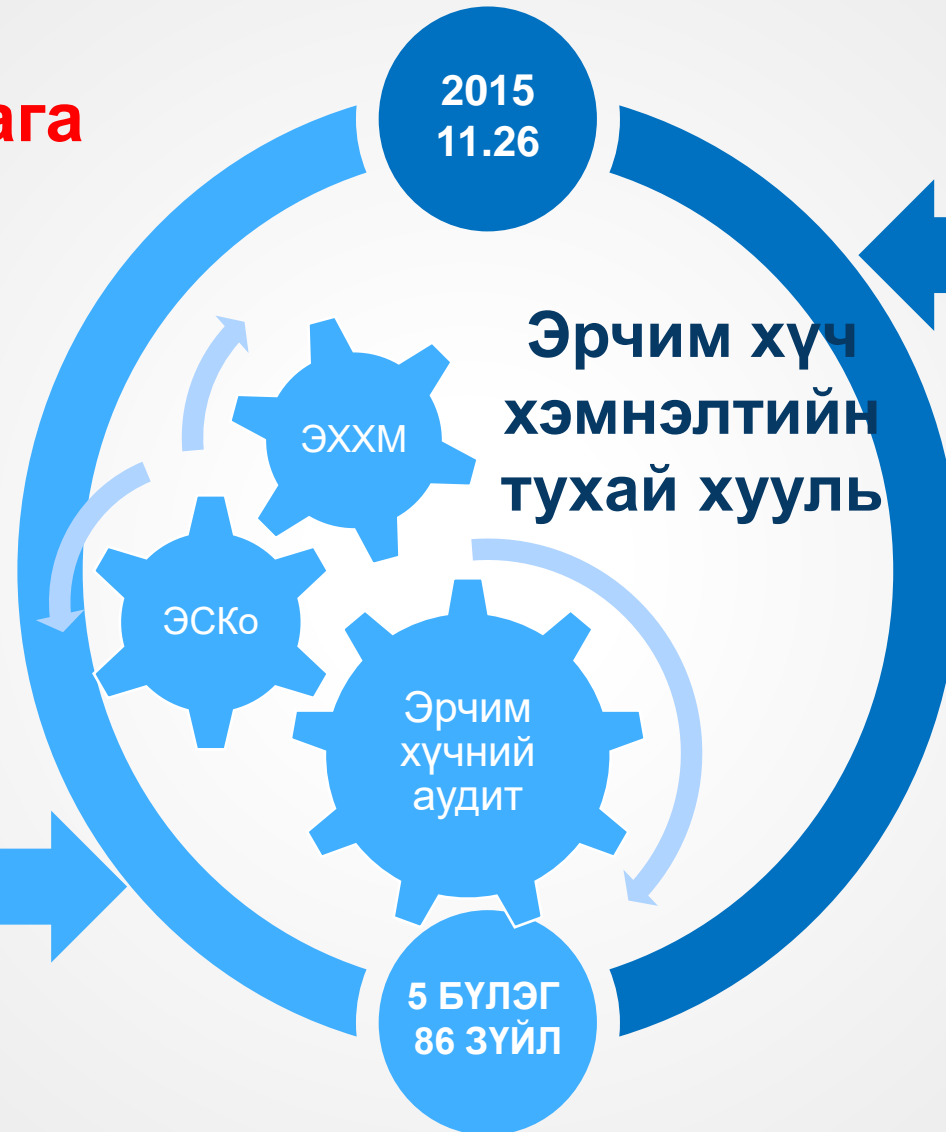 ага
2015
11.26
Эрчим хүч
хэмнэлтийн
тухай хууль
ЭХХМ
ЭСКо
Эрчим
хүчний
аудит
5 БҮЛЭГ
86 ЗҮЙЛ